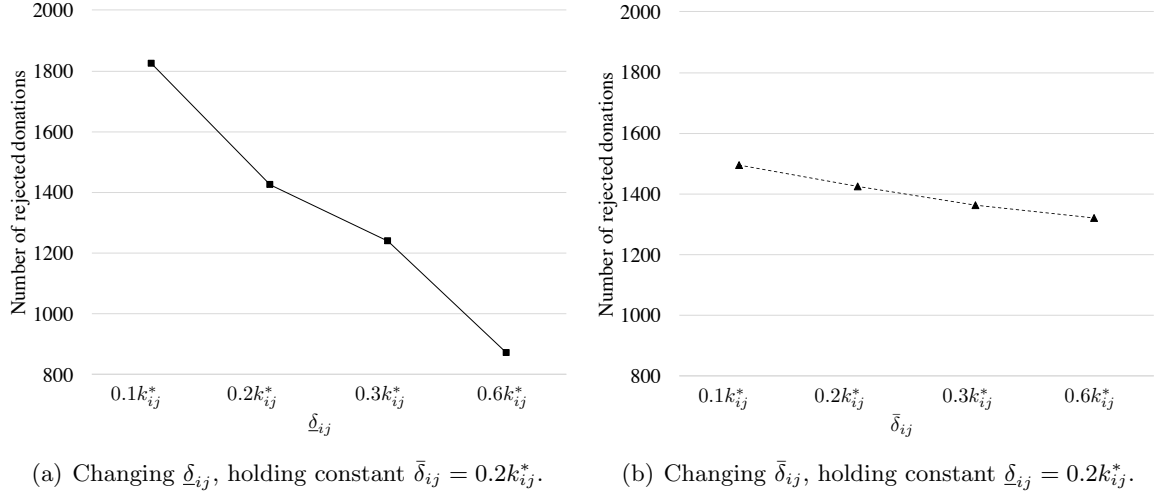 2000
1800
1600
1400
1200
1000
800
Number of rejected donations
0.1k*ij
0.2k*ij
0.3k*ij
0.6k*ij
δ̲ij
(a) Changing δ̲ij, holding constant δ̄ij = 0.2k*ij.
2000
1800
1600
1400
1200
1000
800
Number of rejected donations
0.1k*ij
0.2k*ij
0.3k*ij
0.6k*ij
δ̄ij
(b) Changing δ̄ij, holding constant δ̲ij = 0.2k*ij.